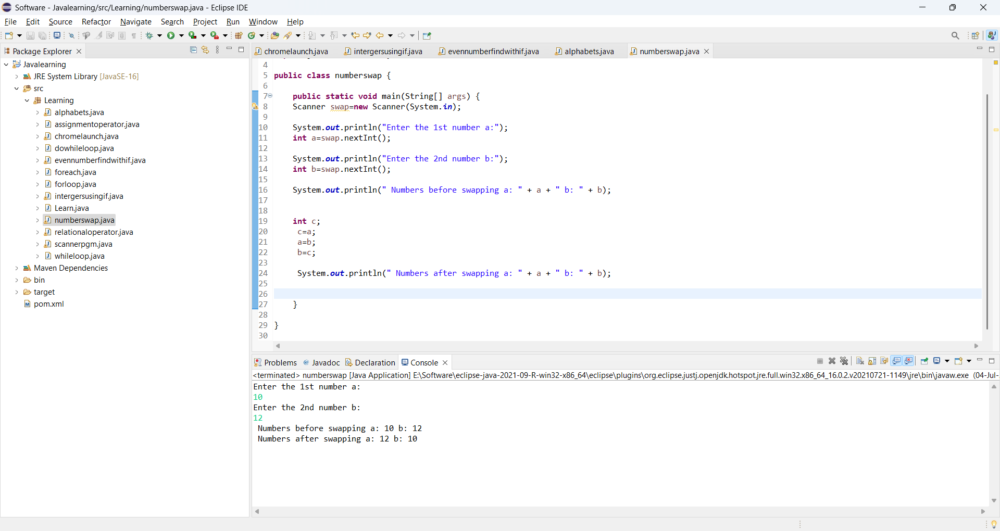 Software - Javalearning/src/Learning/numberswap.java - Eclipse IDE
File Edit Source Refactor Navigate Search Project Run Window Help
Package Explorer
chromelaunch.java intergersusingif.java evennumberfindwithif.java alphabets.java numberswap.java
Javalearning
JRE System Library [JavaSE-16]
src
Learning
alphabets.java
assignmentoperator.java
chromelaunch.java
dowhileloop.java
evennumberfindwithif.java
foreach.java
forloop.java
intergersusingif.java
Learn.java
numberswap.java
relationaloperator.java
scannerpgm.java
whileloop.java
Maven Dependencies
bin
target
pom.xml
4
5 public class numberswap {
6
7 public static void main(String[] args) {
8 Scanner swap=new Scanner(System.in);
9
10 System.out.println("Enter the 1st number a:");
11 int a=swap.nextInt();
12
13 System.out.println("Enter the 2nd number b:");
14 int b=swap.nextInt();
15
16 System.out.println(" Numbers before swapping a: " + a + " b: " + b);
17
18
19 int c;
20 c=a;
21 a=b;
22 b=c;
23
24 System.out.println(" Numbers after swapping a: " + a + " b: " + b);
25
26
27 }
28
29 }
30
Problems Javadoc Declaration Console
<terminated> numberswap [Java Application] E:\Software\eclipse-java-2021-09-R-win32-x86_64\eclipse\plugins\org.eclipse.justj.openjdk.hotspot.jre.full.win32.x86_64_16.0.2.v20210721-1149\jre\bin\javaw.exe (04-Jul-
Enter the 1st number a:
10
Enter the 2nd number b:
12
Numbers before swapping a: 10 b: 12
Numbers after swapping a: 12 b: 10